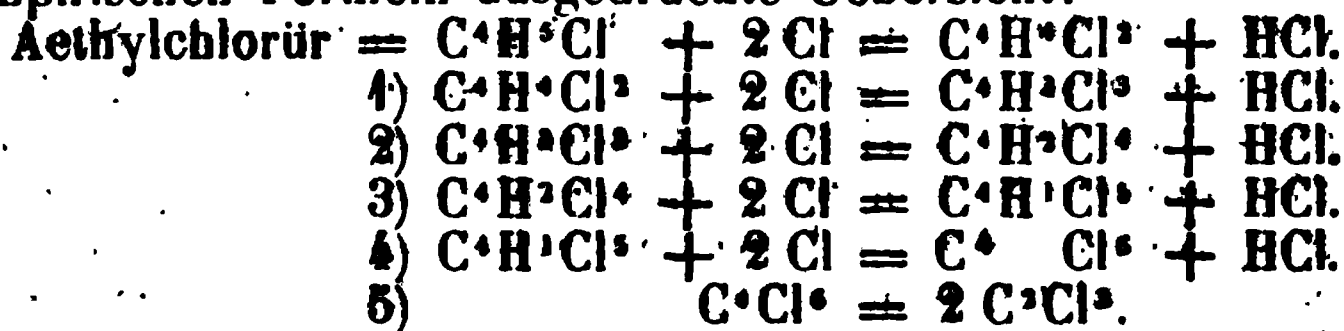 Aethylchlorür = C⁴H⁵Cl + 2 Cl = C⁴H⁴Cl² + HCl.
1) C⁴H⁴Cl² + 2 Cl = C⁴H³Cl³ + HCl.
2) C⁴H³Cl³ + 2 Cl = C⁴H²Cl⁴ + HCl.
3) C⁴H²Cl⁴ + 2 Cl = C⁴H¹Cl⁵ + HCl.
4) C⁴H¹Cl⁵ + 2 Cl = C⁴ Cl⁶ + HCl.
5) C⁴Cl⁶ = 2 C²Cl³.